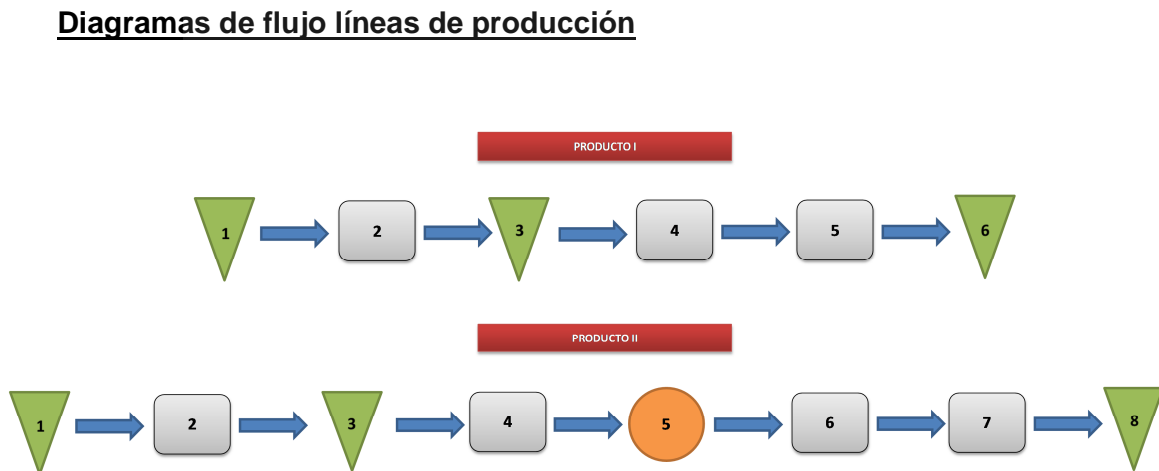 Diagramas de flujo líneas de producción
PRODUCTO I
1 2 3 4 5 6
PRODUCTO II
1 2 3 4 5 6 7 8